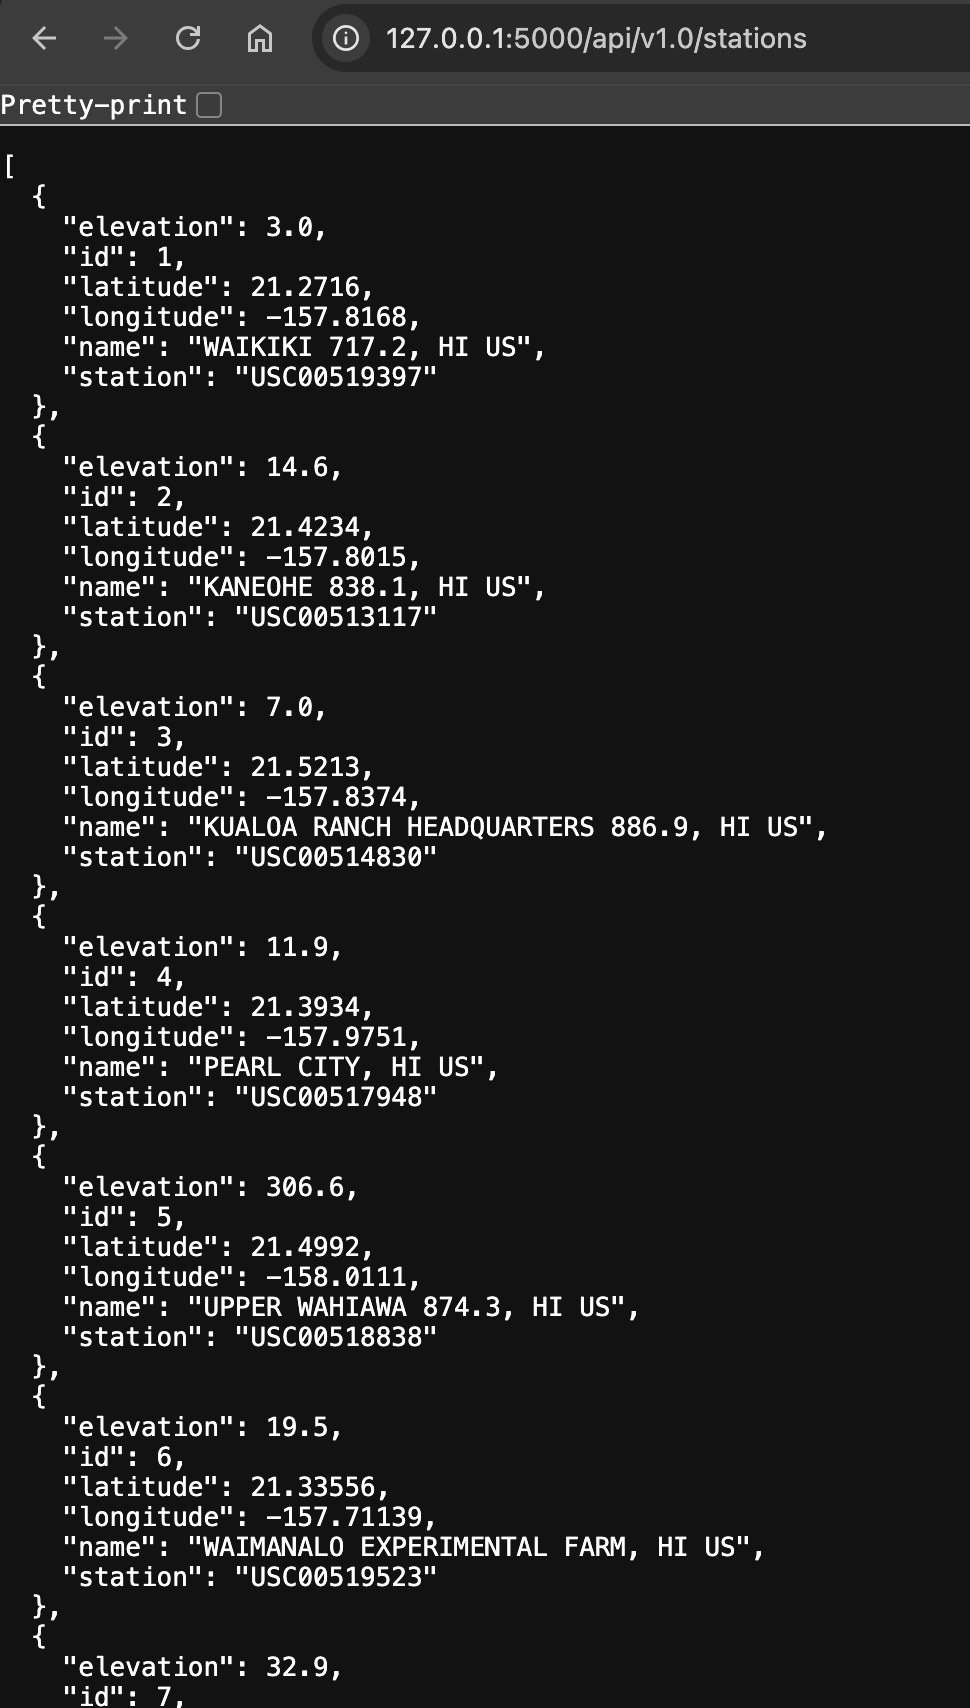 127.0.0.1:5000/api/v1.0/stations
Pretty-print
[
  {
    "elevation": 3.0,
    "id": 1,
    "latitude": 21.2716,
    "longitude": -157.8168,
    "name": "WAIKIKI 717.2, HI US",
    "station": "USC00519397"
  },
  {
    "elevation": 14.6,
    "id": 2,
    "latitude": 21.4234,
    "longitude": -157.8015,
    "name": "KANEOHE 838.1, HI US",
    "station": "USC00513117"
  },
  {
    "elevation": 7.0,
    "id": 3,
    "latitude": 21.5213,
    "longitude": -157.8374,
    "name": "KUALOA RANCH HEADQUARTERS 886.9, HI US",
    "station": "USC00514830"
  },
  {
    "elevation": 11.9,
    "id": 4,
    "latitude": 21.3934,
    "longitude": -157.9751,
    "name": "PEARL CITY, HI US",
    "station": "USC00517948"
  },
  {
    "elevation": 306.6,
    "id": 5,
    "latitude": 21.4992,
    "longitude": -158.0111,
    "name": "UPPER WAHIAWA 874.3, HI US",
    "station": "USC00518838"
  },
  {
    "elevation": 19.5,
    "id": 6,
    "latitude": 21.33556,
    "longitude": -157.71139,
    "name": "WAIMANALO EXPERIMENTAL FARM, HI US",
    "station": "USC00519523"
  },
  {
    "elevation": 32.9,
    "id": 7,